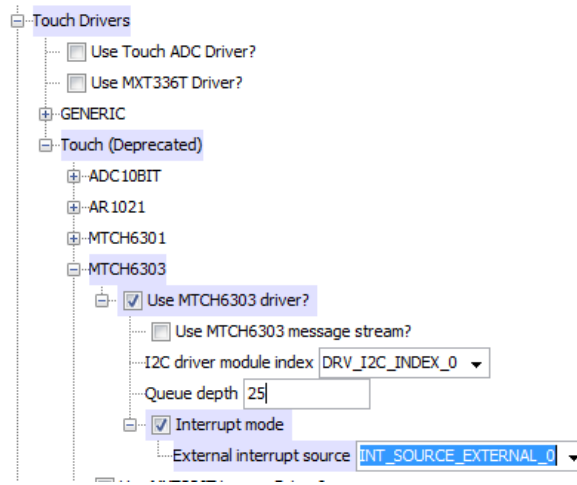 Touch Drivers
Use Touch ADC Driver?
Use MXT336T Driver?
GENERIC
Touch (Deprecated)
ADC10BIT
AR1021
MTCH6301
MTCH6303
Use MTCH6303 driver?
Use MTCH6303 message stream?
I2C driver module index DRV_I2C_INDEX_0
Queue depth 25
Interrupt mode
External interrupt source INT_SOURCE_EXTERNAL_0